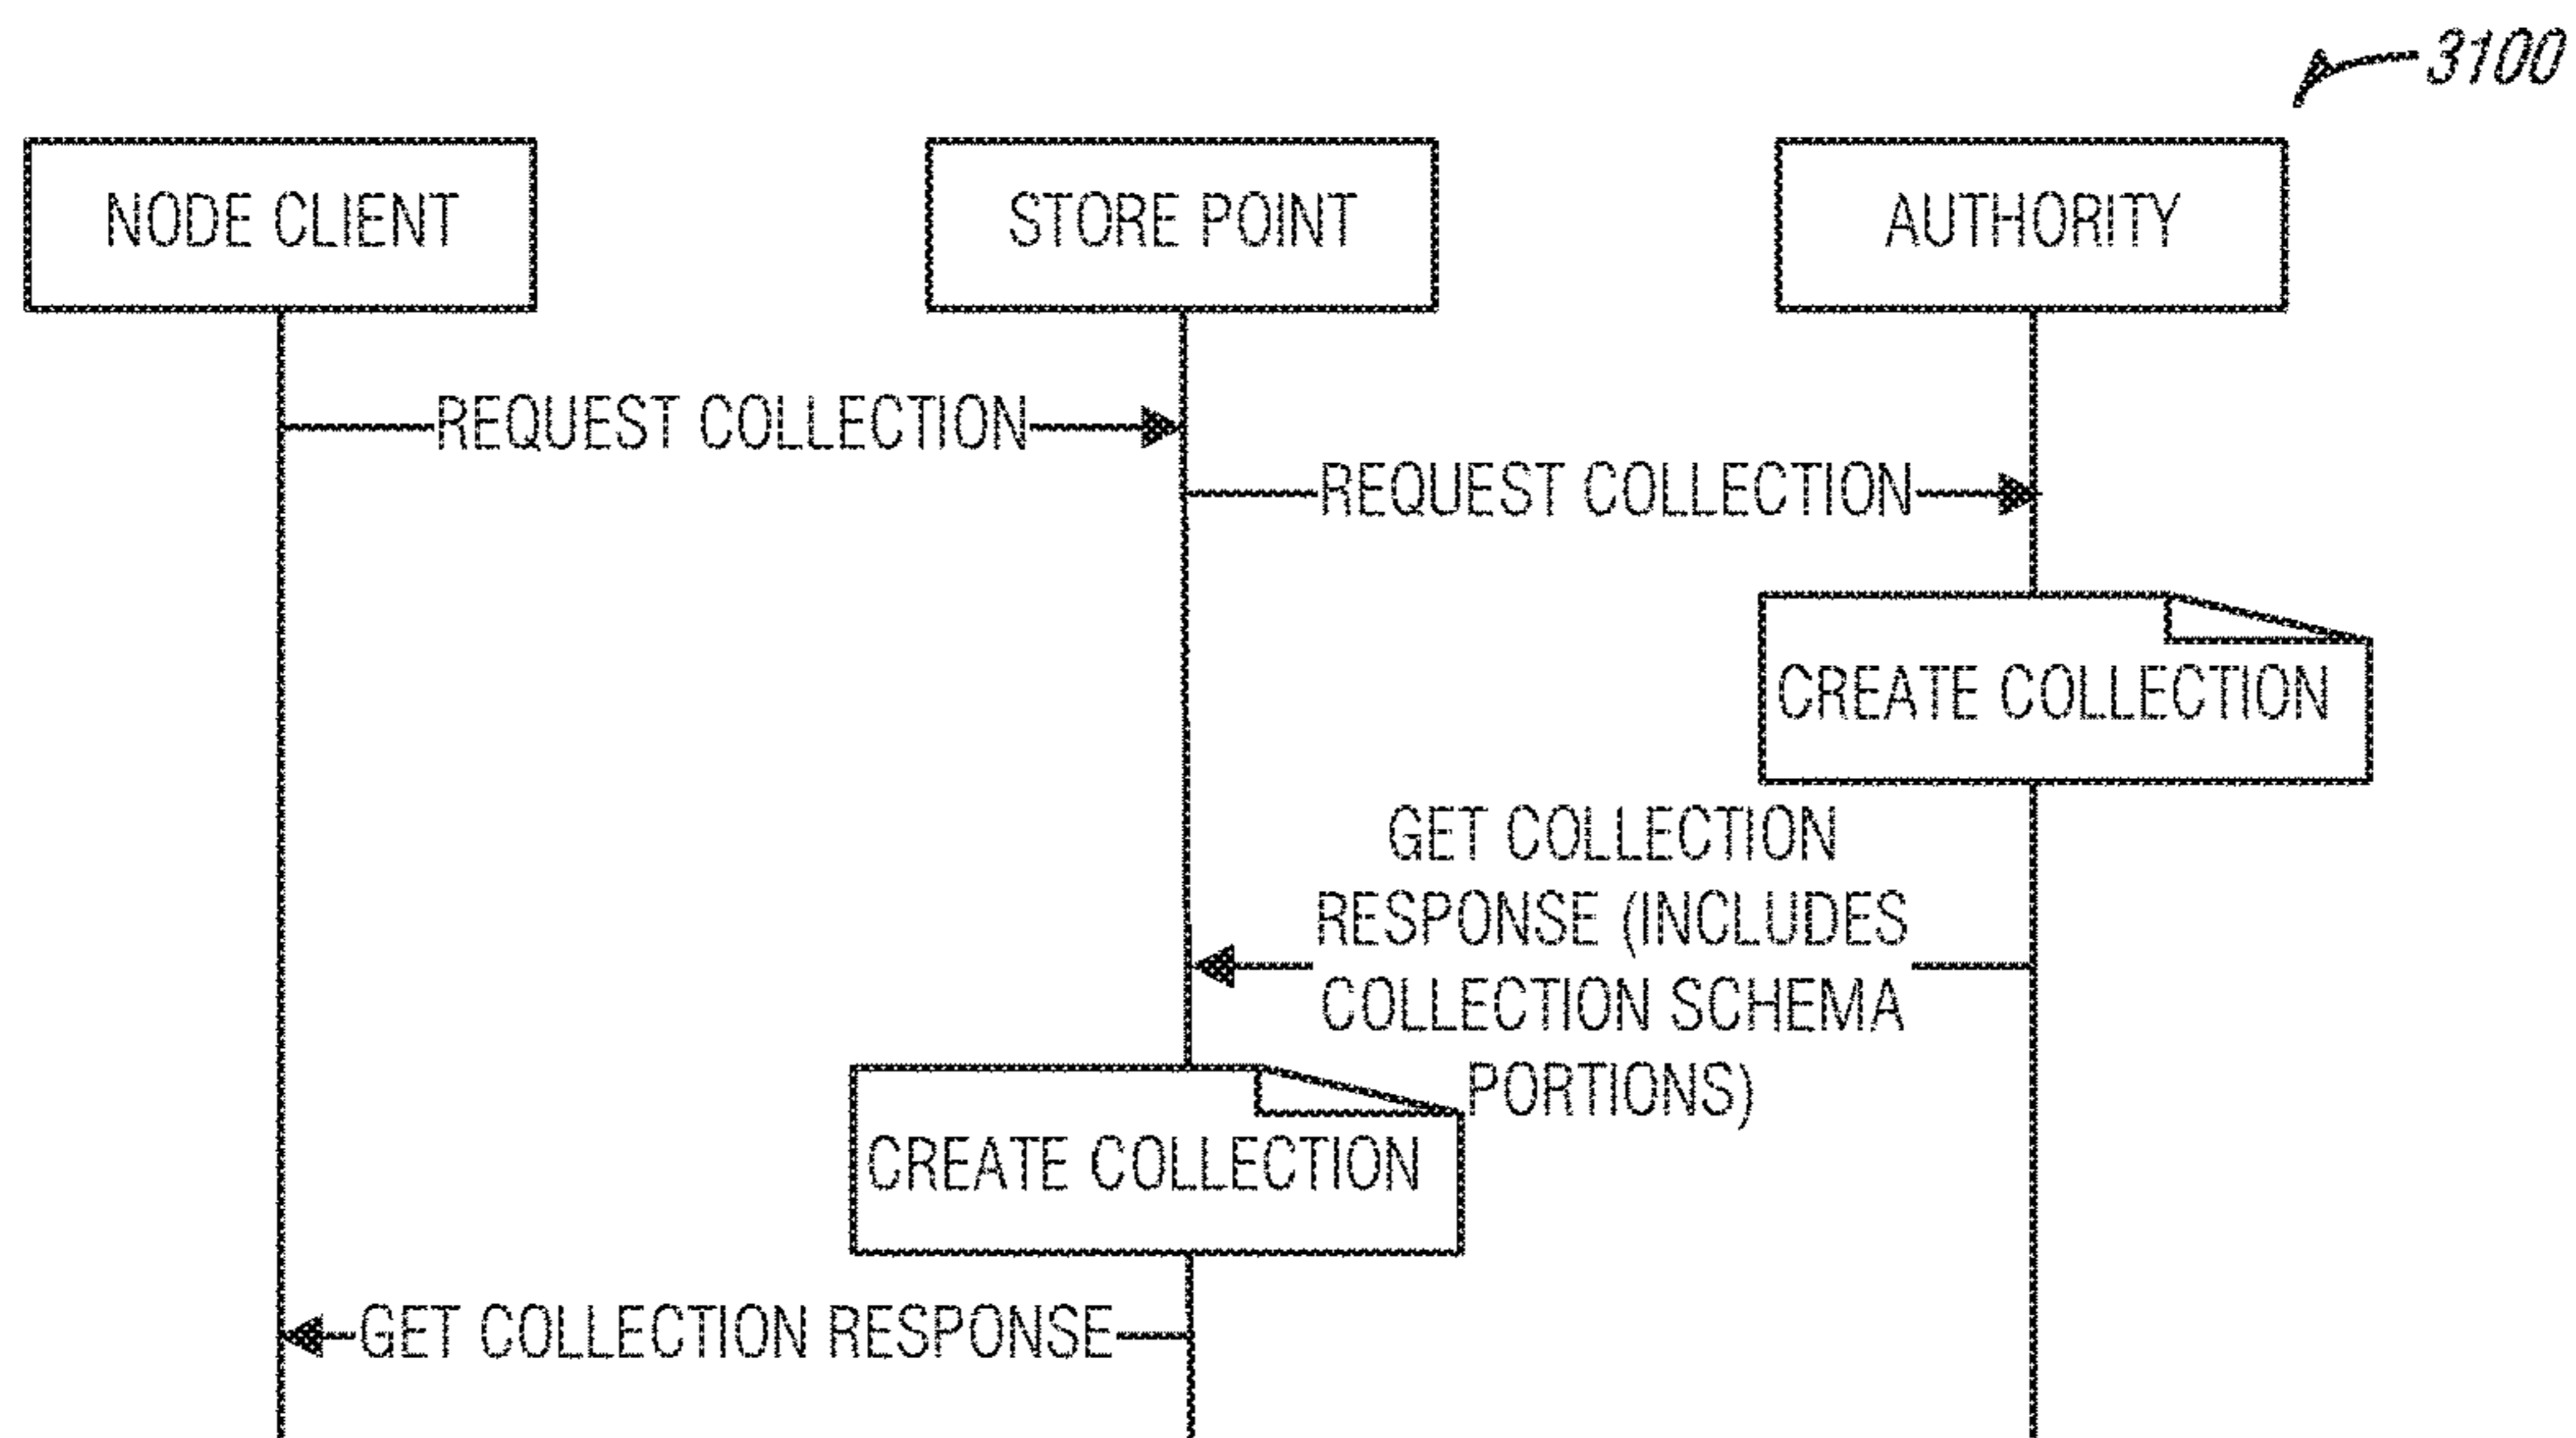 3100
NODE CLIENT
STORE POINT
AUTHORITY
REQUEST COLLECTION
REQUEST COLLECTION
CREATE COLLECTION
GET COLLECTION
RESPONSE (INCLUDES
COLLECTION SCHEMA
PORTIONS)
CREATE COLLECTION
GET COLLECTION RESPONSE